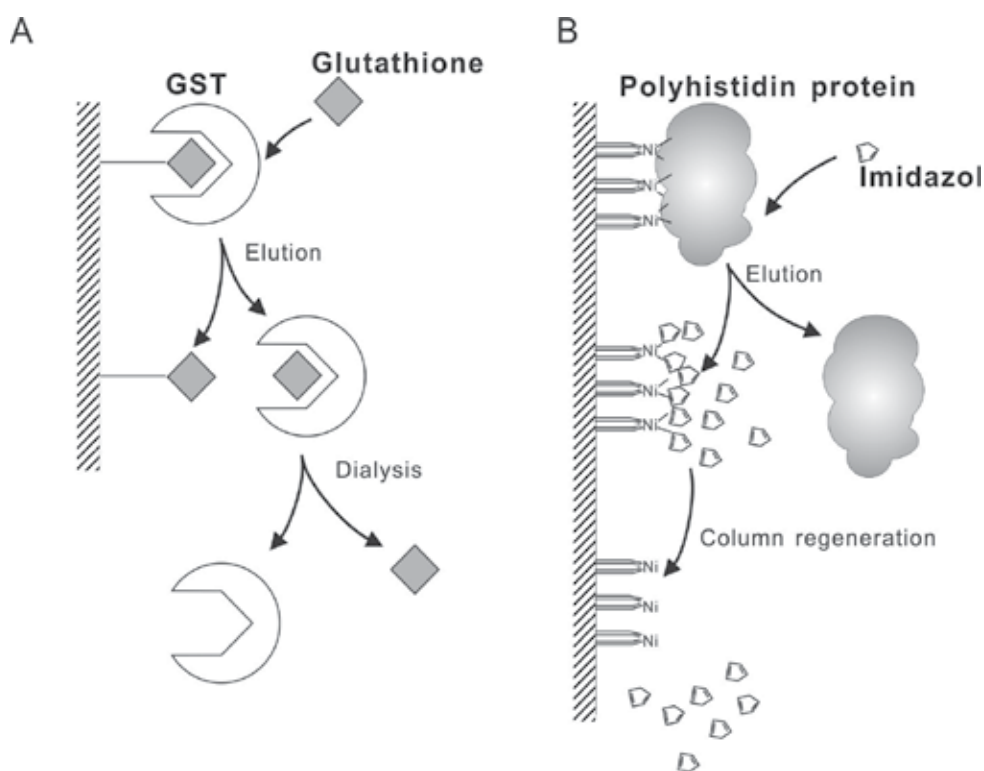 A
GST
Glutathione
Elution
Dialysis
B
Polyhistidin protein
Ni
Ni
Ni
Imidazol
Elution
Ni
Ni
Ni
Column regeneration
Ni
Ni
Ni